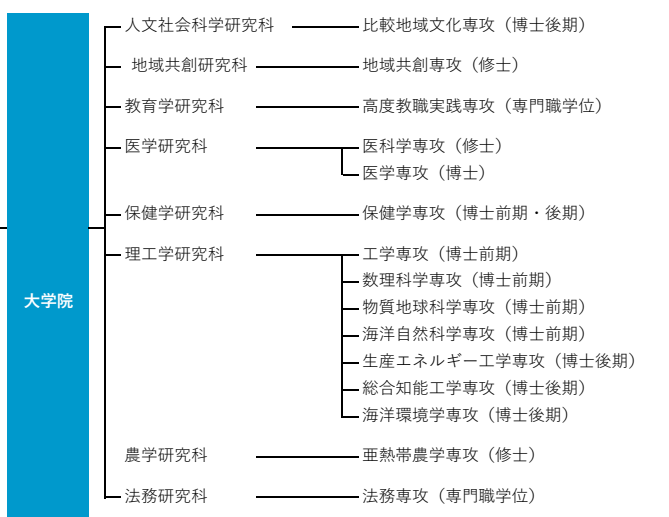 大学院
人文社会科学研究科 比較地域文化専攻（博士後期）
地域共創研究科 地域共創専攻（修士）
教育学研究科 高度教職実践専攻（専門職学位）
医学研究科 医科学専攻（修士）
医学専攻（博士）
保健学研究科 保健学専攻（博士前期・後期）
理工学研究科 工学専攻（博士前期）
数理科学専攻（博士前期）
物質地球科学専攻（博士前期）
海洋自然科学専攻（博士前期）
生産エネルギー工学専攻（博士後期）
総合知能工学専攻（博士後期）
海洋環境学専攻（博士後期）
農学研究科 亜熱帯農学専攻（修士）
法務研究科 法務専攻（専門職学位）